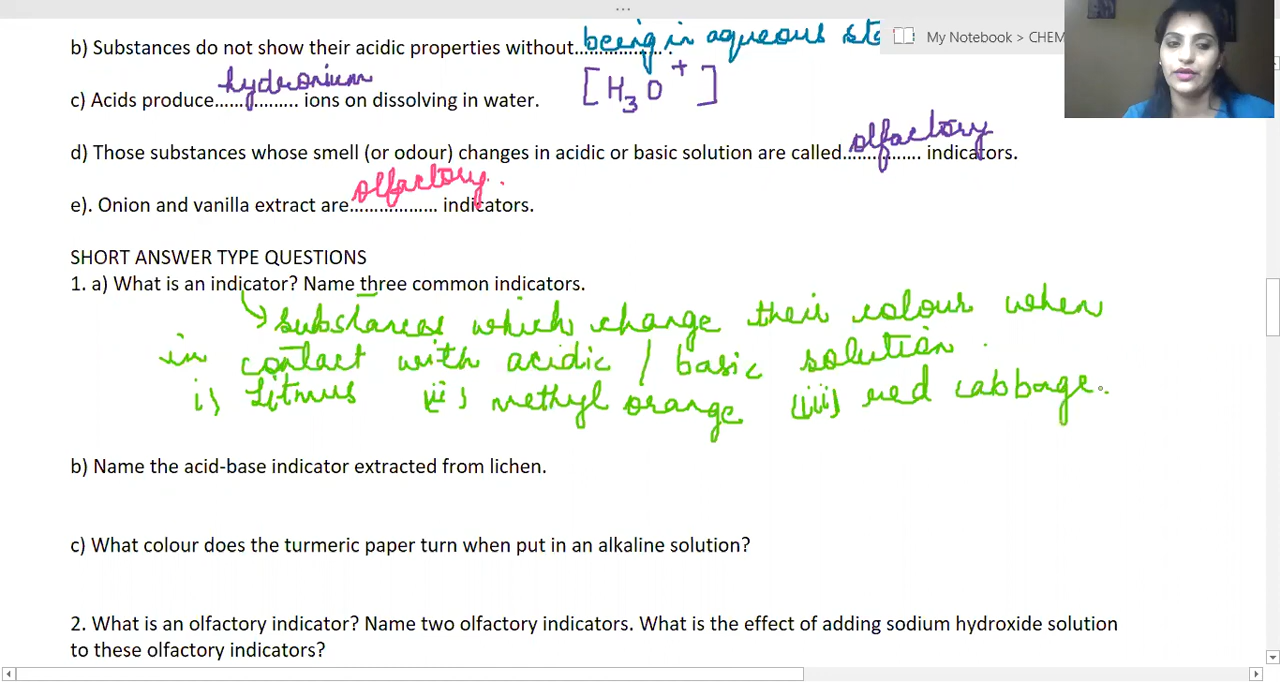 b) Substances do not show their acidic properties without.................. being in aqueous
My Notebook > CHEM
c) Acids produce......hydronium......... ions on dissolving in water. [H3O+]
d) Those substances whose smell (or odour) changes in acidic or basic solution are called.......olfactory....... indicators.
e). Onion and vanilla extract are..................olfactory. indicators.
SHORT ANSWER TYPE QUESTIONS
1. a) What is an indicator? Name three common indicators.
substances which change their colour when
in contact with acidic / basic solution.
i) Litmus ii) methyl orange (iii) red cabbage.
b) Name the acid-base indicator extracted from lichen.
c) What colour does the turmeric paper turn when put in an alkaline solution?
2. What is an olfactory indicator? Name two olfactory indicators. What is the effect of adding sodium hydroxide solution
to these olfactory indicators?